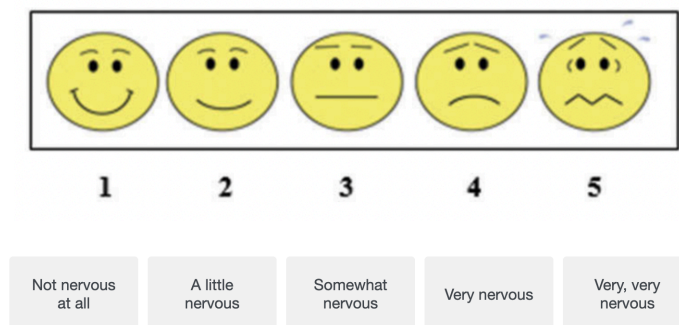 1 2 3 4 5
Not nervous
at all
A little
nervous
Somewhat
nervous
Very nervous
Very, very
nervous